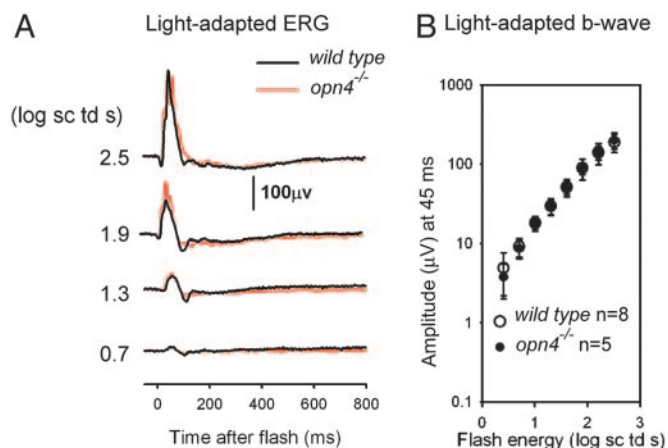 A Light-adapted ERG
wild type
opn4-/-
(log sc td s)
2.5
100μv
1.9
1.3
0.7
0 200 400 600 800
Time after flash (ms)
B Light-adapted b-wave
1000
100
10
1
0.1
Amplitude (μV) at 45 ms
wild type n=8
opn4-/- n=5
0 1 2 3
Flash energy (log sc td s)